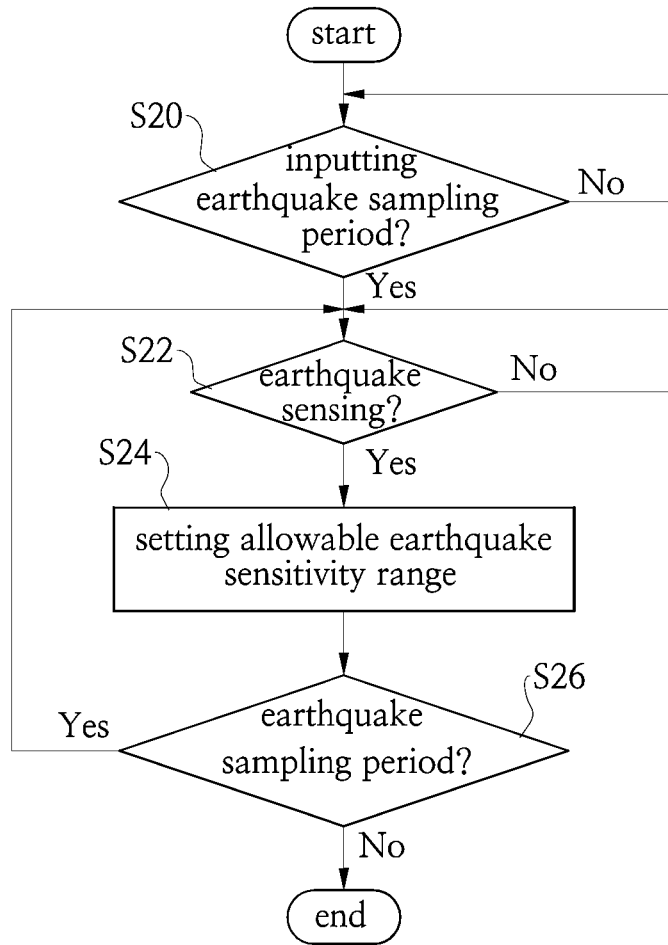 start
S20
inputting
earthquake sampling
period?
No
Yes
S22
earthquake
sensing?
No
Yes
S24
setting allowable earthquake
sensitivity range
S26
earthquake
sampling period?
Yes
No
end